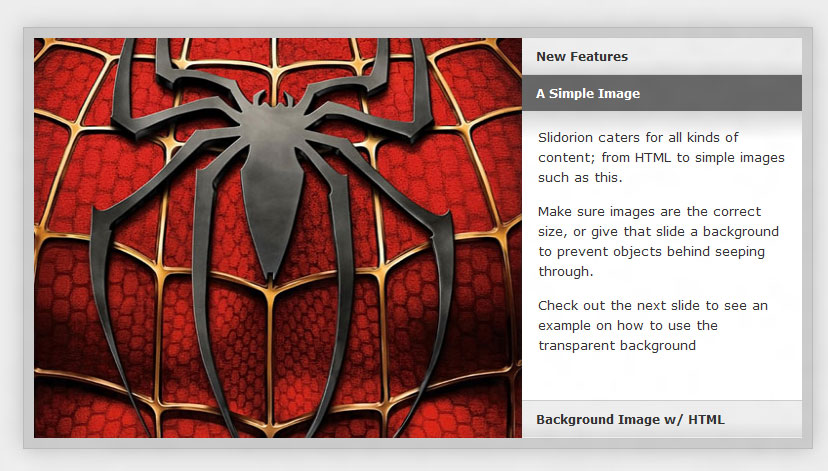 New Features
A Simple Image
Slidorion caters for all kinds of
content; from HTML to simple images
such as this.
Make sure images are the correct
size, or give that slide a background
to prevent objects behind seeping
through.
Check out the next slide to see an
example on how to use the
transparent background
Background Image w/ HTML